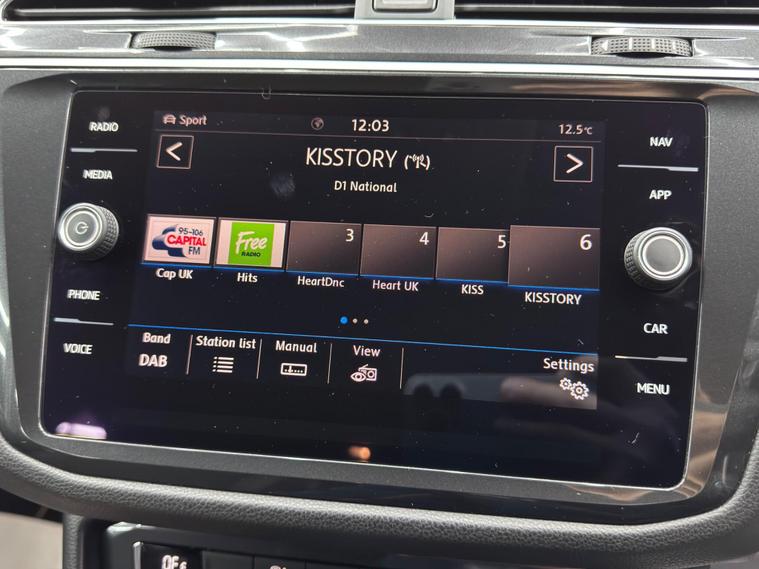 RADIO
MEDIA
PHONE
VOICE
Sport
12:03
12.5°C
KISSTORY
D1 National
95-106
CAPITAL
FM
Cap UK
Free
RADIO
Hits
3
HeartDnc
4
Heart UK
5
KISS
6
KISSTORY
Band
DAB
Station list
Manual
View
Settings
NAV
APP
CAR
MENU